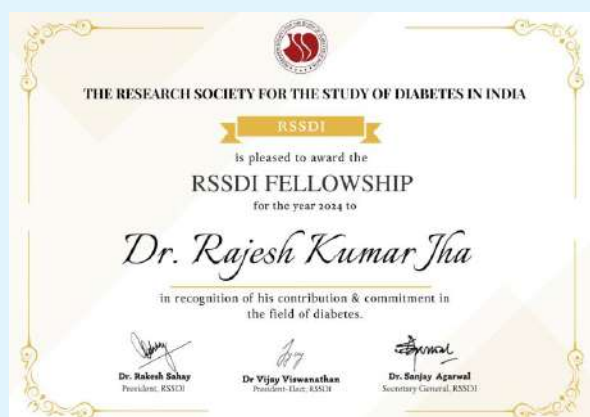 THE RESEARCH SOCIETY FOR THE STUDY OF DIABETES IN INDIA
RSSDI
is pleased to award the
RSSDI FELLOWSHIP
for the year 2024 to
Dr. Rajesh Kumar Jha
in recognition of his contribution & commitment in
the field of diabetes.
Dr. Rakesh Sahay
President, RSSDI
Dr Vijay Viswanathan
President-Elect, RSSDI
Dr. Sanjay Agarwal
Secretary General, RSSDI